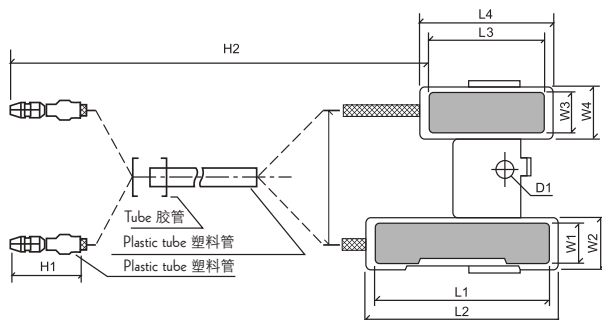 L4
L3
H2
W3
W4
D1
Tube 胶管
Plastic tube 塑料管
Plastic tube 塑料管
H1
W1
W2
L1
L2